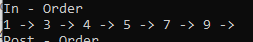 In - Order
1 -> 3 -> 4 -> 5 -> 7 -> 9 ->
Post - Order